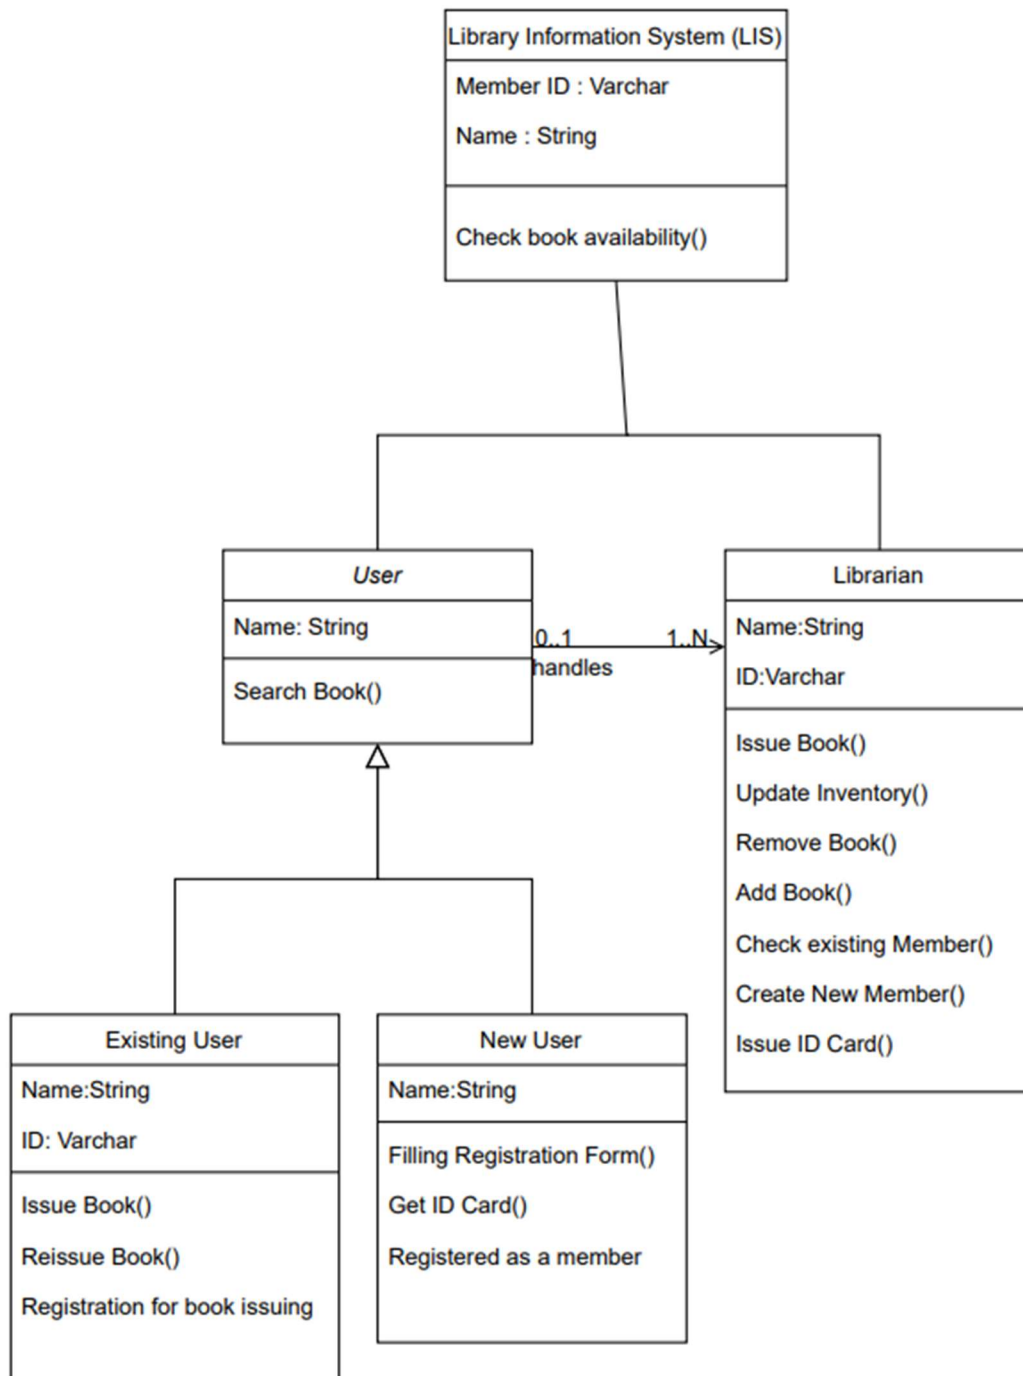 Library Information System (LIS)
Member ID : Varchar
Name : String
Check book availability()
User
Name: String
Search Book()
0..1
1..N
handles
Librarian
Name:String
ID:Varchar
Issue Book()
Update Inventory()
Remove Book()
Add Book()
Check existing Member()
Create New Member()
Issue ID Card()
Existing User
Name:String
ID: Varchar
Issue Book()
Reissue Book()
Registration for book issuing
New User
Name:String
Filling Registration Form()
Get ID Card()
Registered as a member